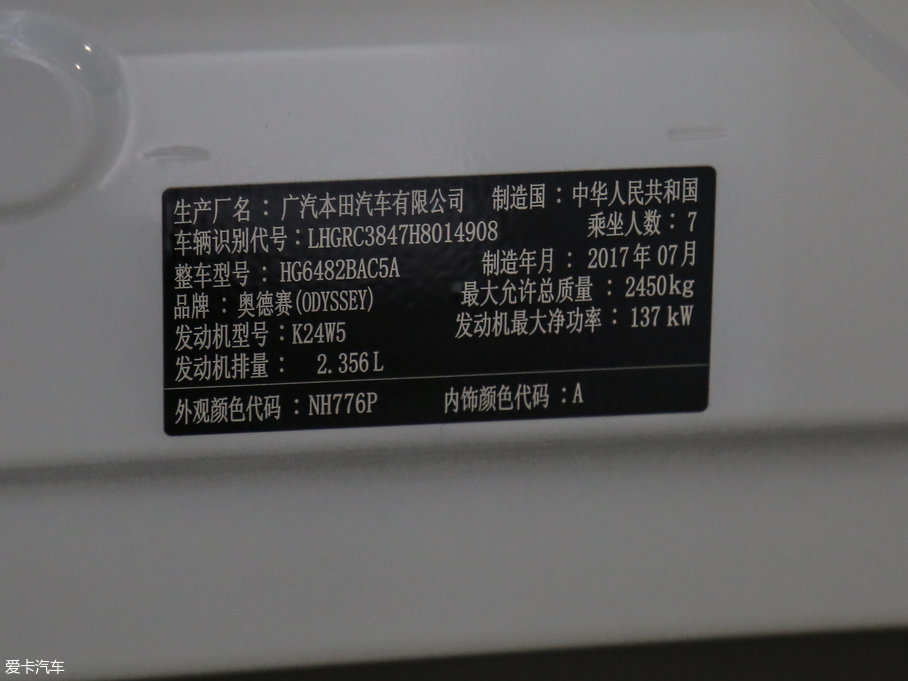 生产厂名：广汽本田汽车有限公司 制造国：中华人民共和国
车辆识别代号：LHGRC3847H8014908 乘坐人数：7
整车型号：HG6482BAC5A 制造年月：2017年07月
品牌：奥德赛(ODYSSEY) 最大允许总质量：2450kg
发动机型号：K24W5 发动机最大净功率：137kW
发动机排量：2.356L
外观颜色代码：NH776P 内饰颜色代码：A
爱卡汽车